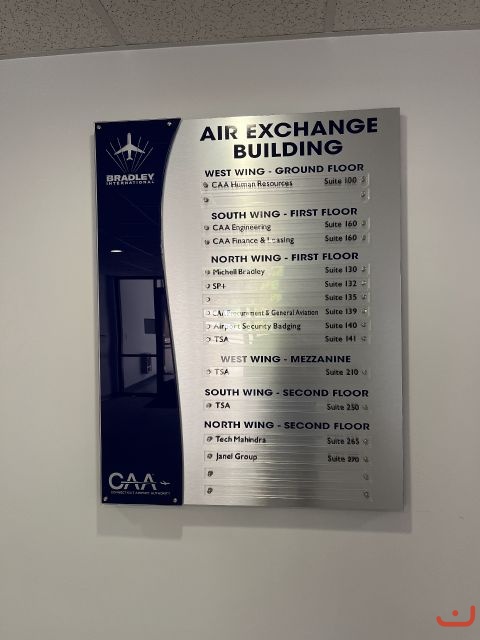 BRADLEY
INTERNATIONAL
AIR EXCHANGE
BUILDING
WEST WING - GROUND FLOOR
CAA Human Resources Suite 100
SOUTH WING - FIRST FLOOR
CAA Engineering Suite 160
CAA Finance & Leasing Suite 160
NORTH WING - FIRST FLOOR
Michell Bradley Suite 130
SP+ Suite 132
Suite 135
CAA Procurement & General Aviation Suite 139
Airport Security Badging Suite 140
TSA Suite 141
WEST WING - MEZZANINE
TSA Suite 210
SOUTH WING - SECOND FLOOR
TSA Suite 250
NORTH WING - SECOND FLOOR
Tech Mahindra Suite 265
Janel Group Suite 270
CAA
CONNECTICUT AIRPORT AUTHORITY